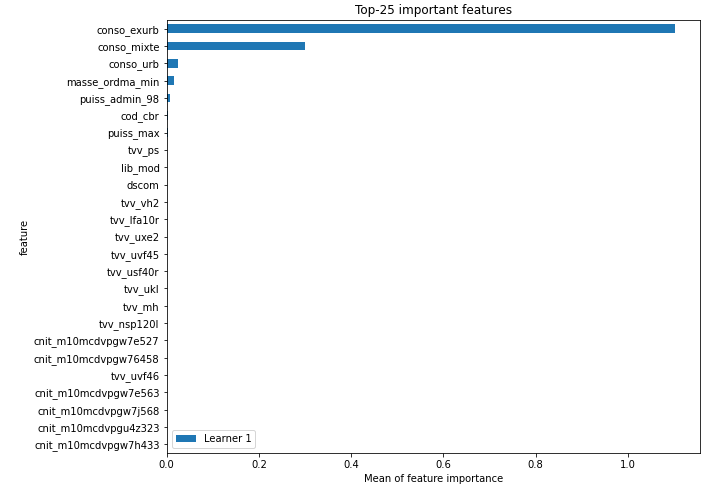 Top-25 important features
conso_exurb
conso_mixte
conso_urb
masse_ordma_min
puiss_admin_98
cod_cbr
puiss_max
tvv_ps
lib_mod
dscom
tvv_vh2
tvv_lfa10r
tvv_uxe2
tvv_uvf45
tvv_usf40r
tvv_ukl
tvv_mh
tvv_nsp120l
cnit_m10mcdvpgw7e527
cnit_m10mcdvpgw76458
tvv_uvf46
cnit_m10mcdvpgw7e563
cnit_m10mcdvpgw7j568
cnit_m10mcdvpgu4z323
cnit_m10mcdvpgw7h433
feature
Learner 1
0.0 0.2 0.4 0.6 0.8 1.0
Mean of feature importance